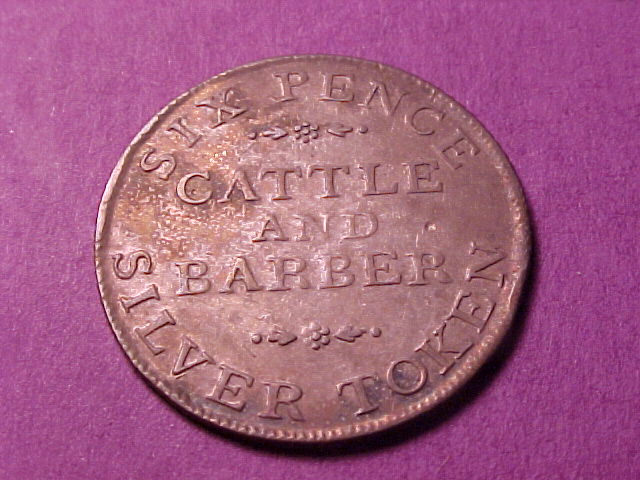 SIX PENCE
CATTLE
AND
BARBER
SILVER TOKEN